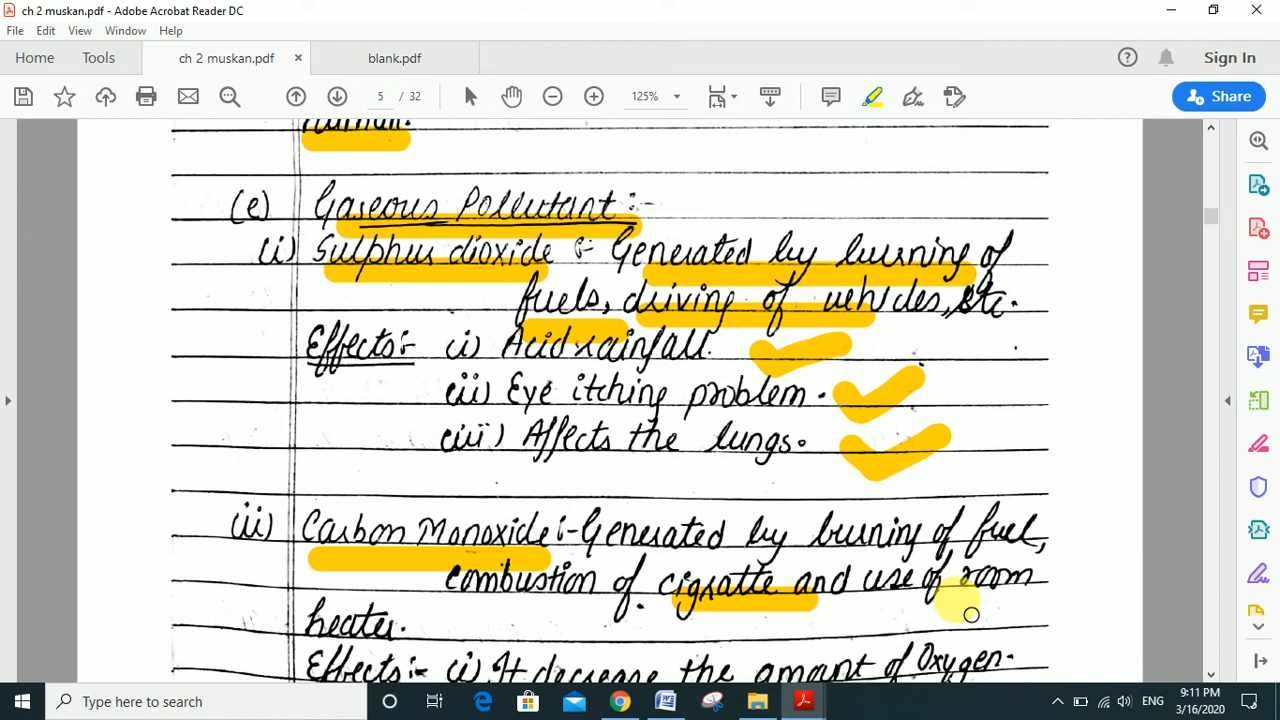 ch 2 muskan.pdf - Adobe Acrobat Reader DC
File Edit View Window Help
Home Tools ch 2 muskan.pdf × blank.pdf Sign In
5 / 32 125% Share
human.
(e) Gaseous Pollutant :-
(i) Sulphur dioxide :- Generated by burning of
fuels, driving of vehicles, etc.
Effects :- (i) Acid rainfall.
(ii) Eye itching problem.
(iii) Affects the lungs.
(ii) Carbon Monoxide :- Generated by burning of fuel,
combustion of cigratte and use of room
heater.
Effects :- (i) It decrease the amount of Oxygen.
Type here to search
ENG
9:11 PM
3/16/2020